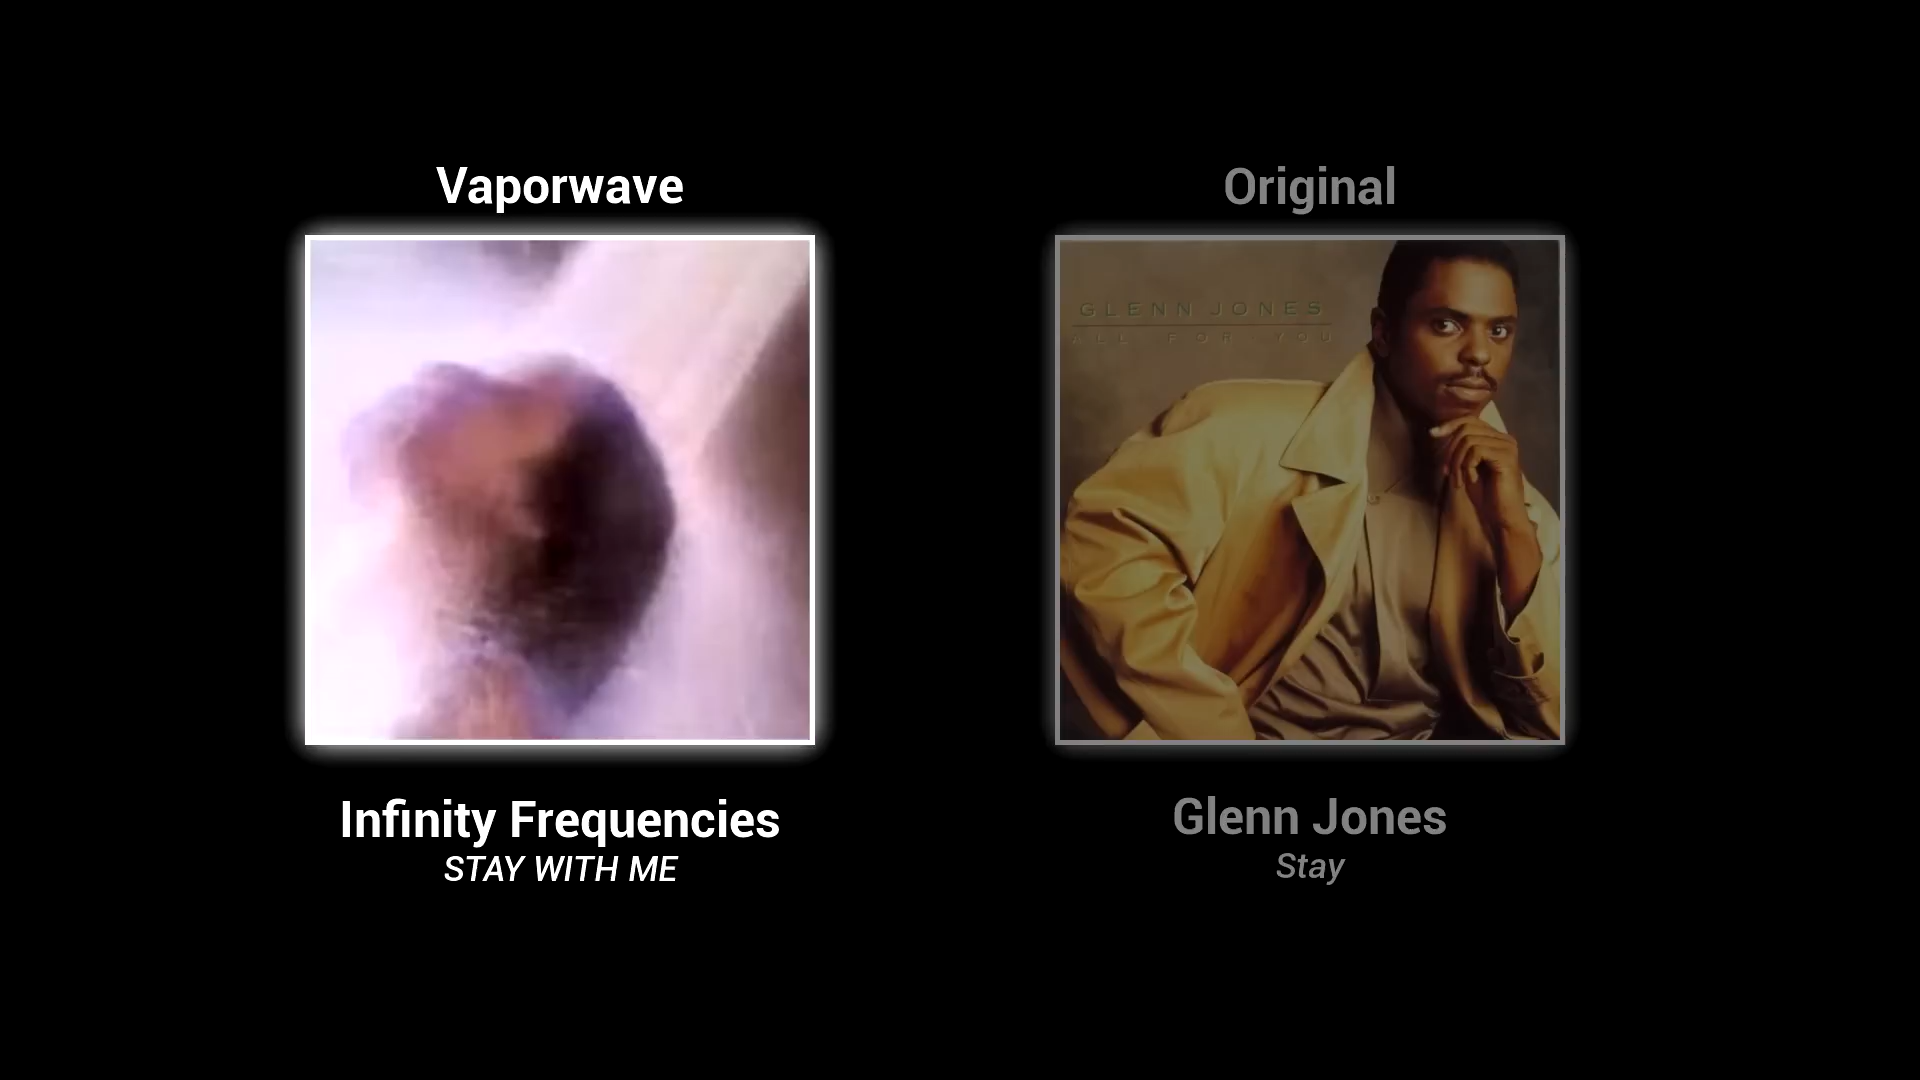 Vaporwave
Original
GLENN JONES
ALL FOR YOU
Infinity Frequencies
STAY WITH ME
Glenn Jones
Stay